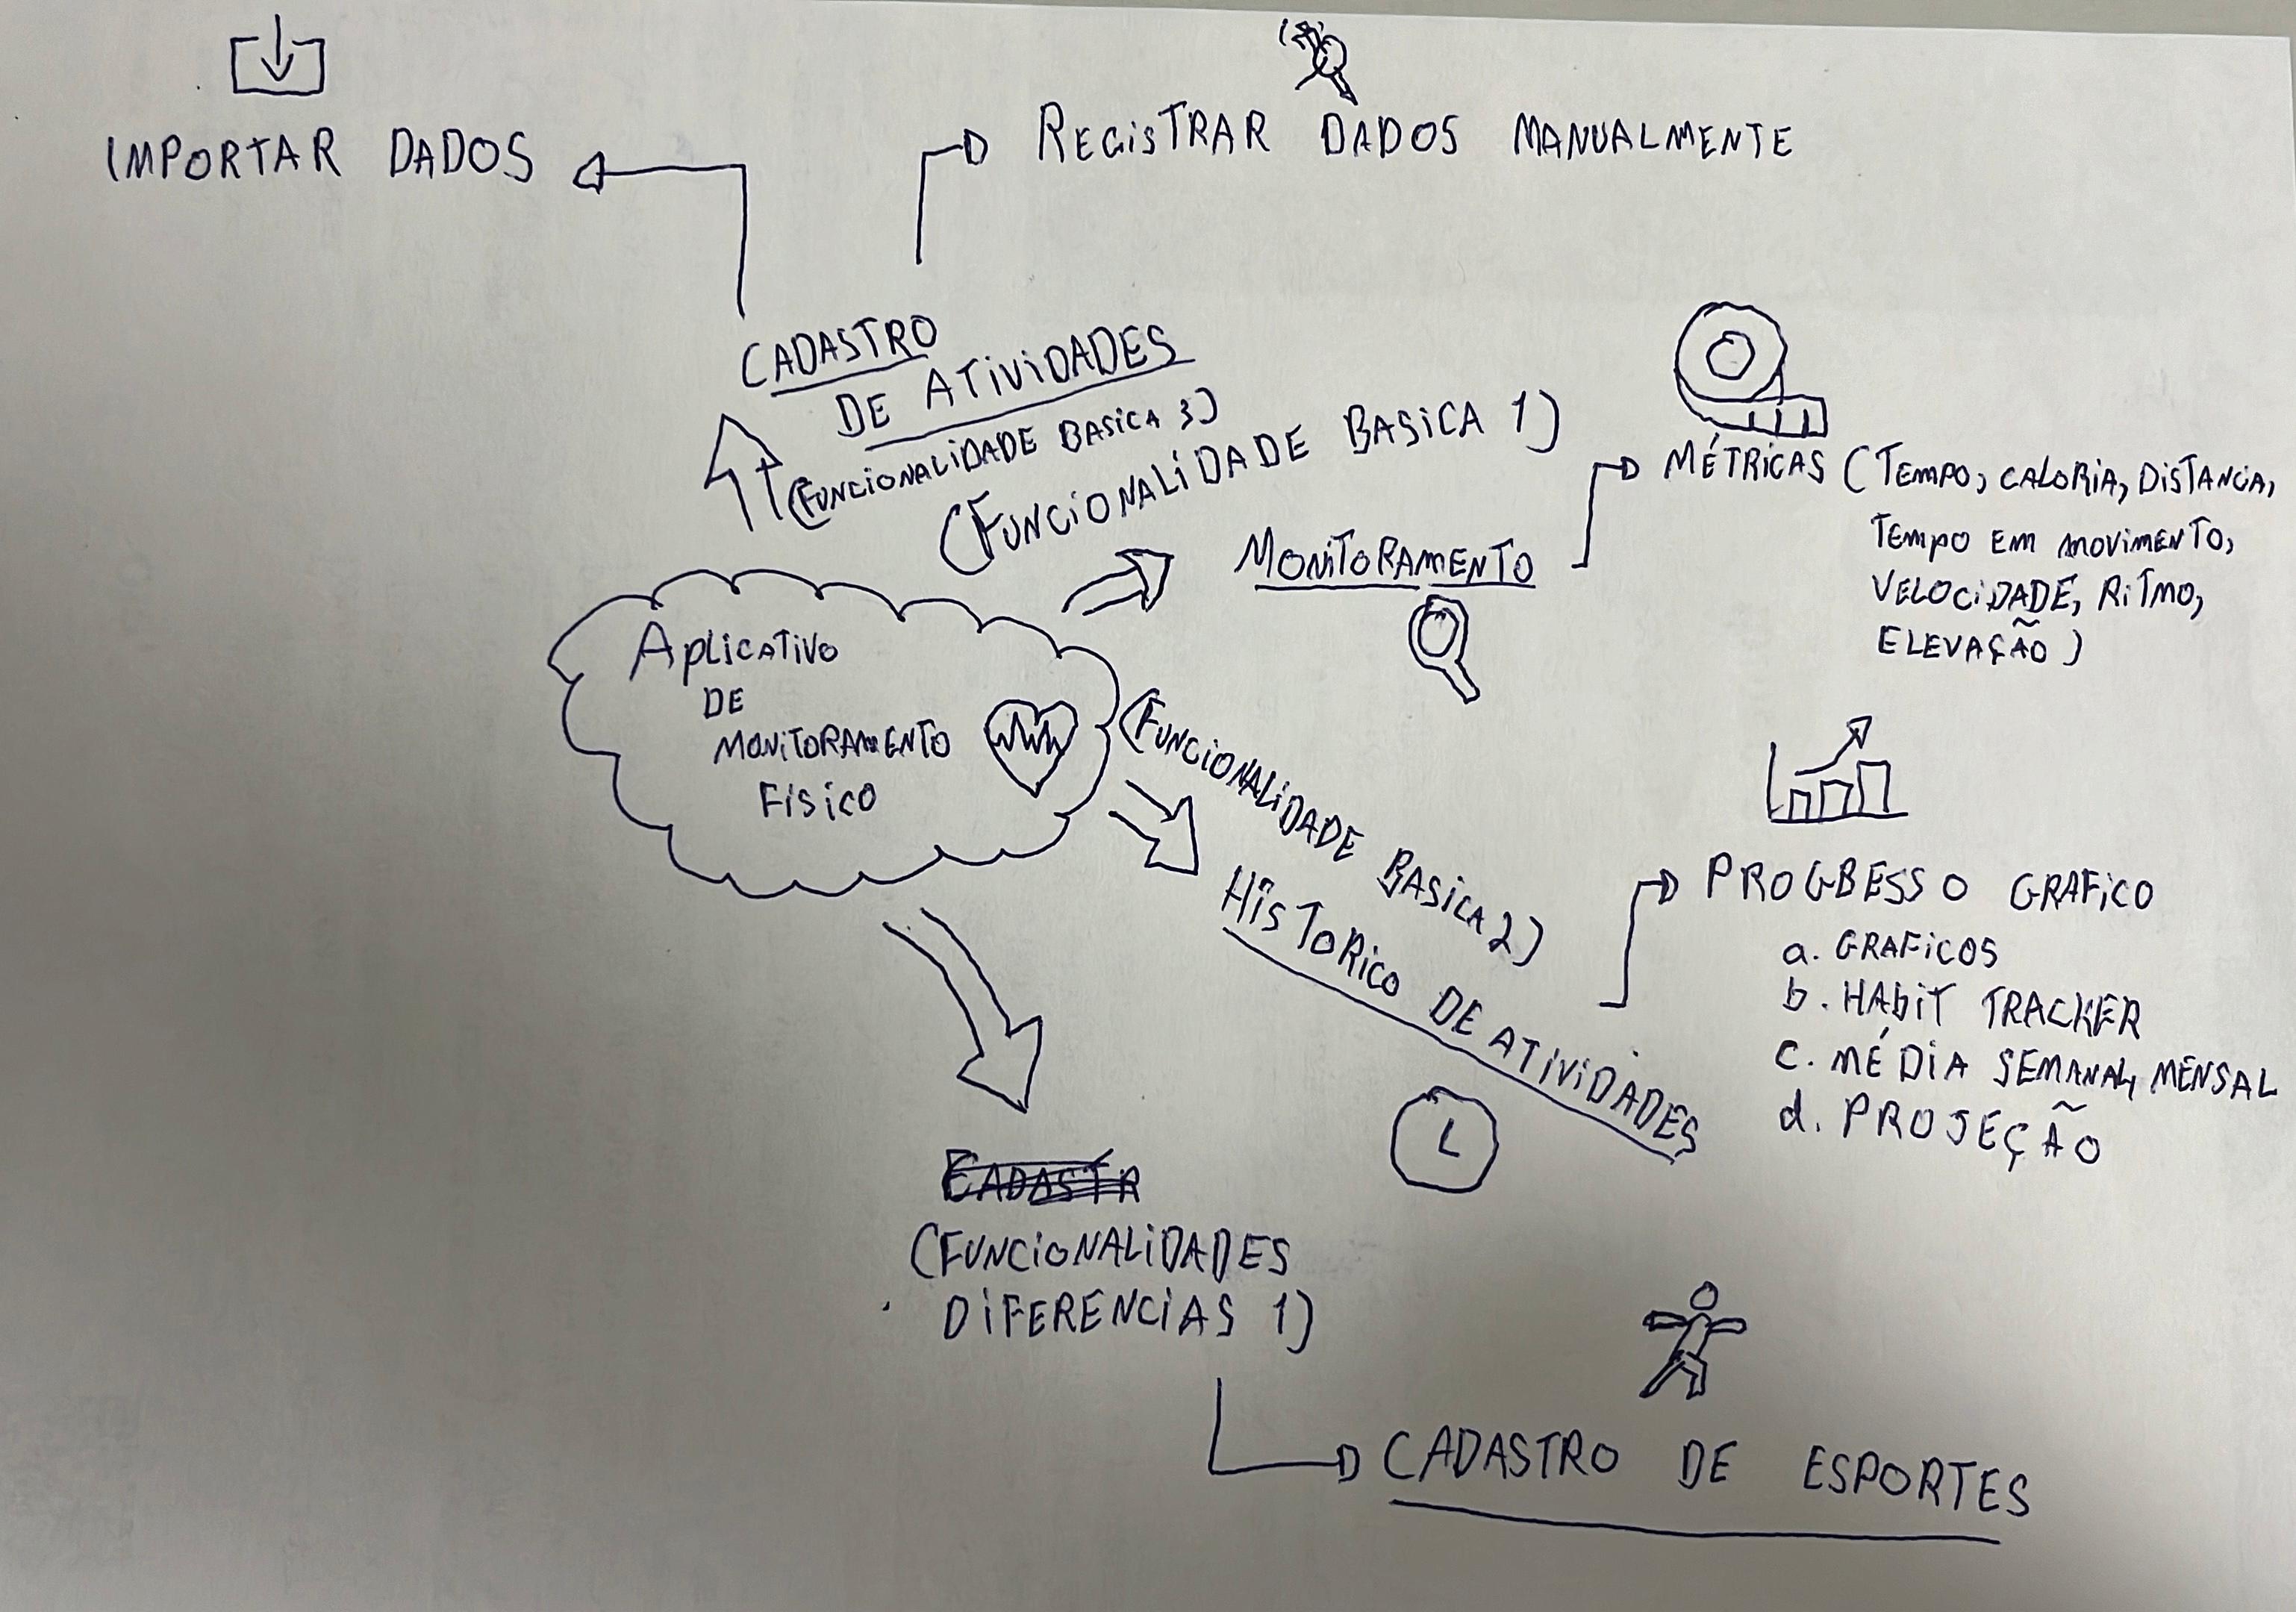 IMPORTAR DADOS
REGISTRAR DADOS MANUALMENTE
CADASTRO
DE ATIVIDADES
(FUNCIONALIDADE BASICA 3)
(FUNCIONALIDADE BASICA 1)
MONITORAMENTO
MÉTRICAS (TEMPO, CALORIA, DISTANCIA,
TEMPO EM MOVIMENTO,
VELOCIDADE, RITMO,
ELEVAÇÃO)
APLICATIVO
DE
MONITORAMENTO
FÍSICO
(FUNCIONALIDADE BASICA 2)
HISTORICO DE ATIVIDADES
PROGBESSO GRAFICO
a. GRAFICOS
b. HABIT TRACKER
c. MÉDIA SEMANAL, MENSAL
d. PROJEÇÃO
CADASTR
(FUNCIONALIDADES
DIFERENCIAS 1)
CADASTRO DE ESPORTES